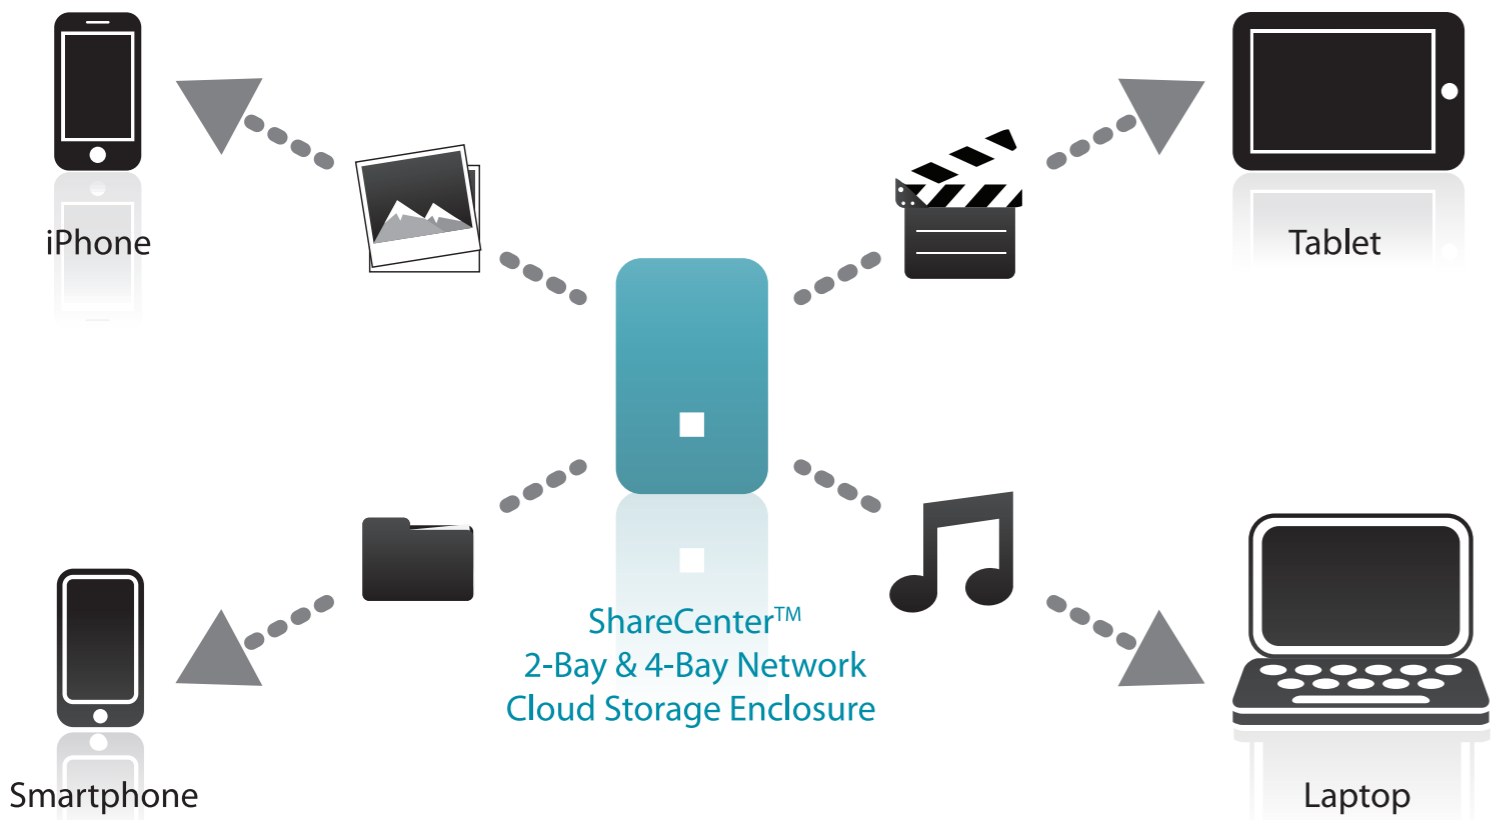 iPhone
Tablet
ShareCenter™
2-Bay & 4-Bay Network
Cloud Storage Enclosure
Smartphone
Laptop